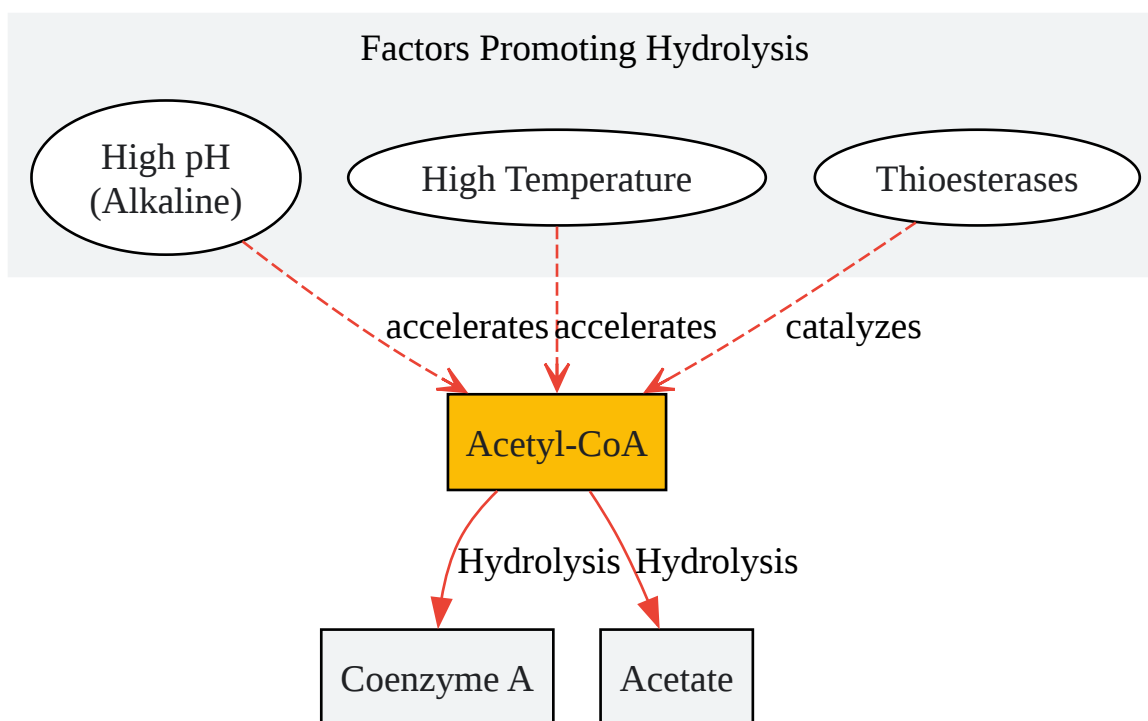 Factors Promoting Hydrolysis
High pH
(Alkaline)
High Temperature
Thioesterases
accelerates
accelerates
catalyzes
Acetyl-CoA
Hydrolysis
Hydrolysis
Coenzyme A
Acetate